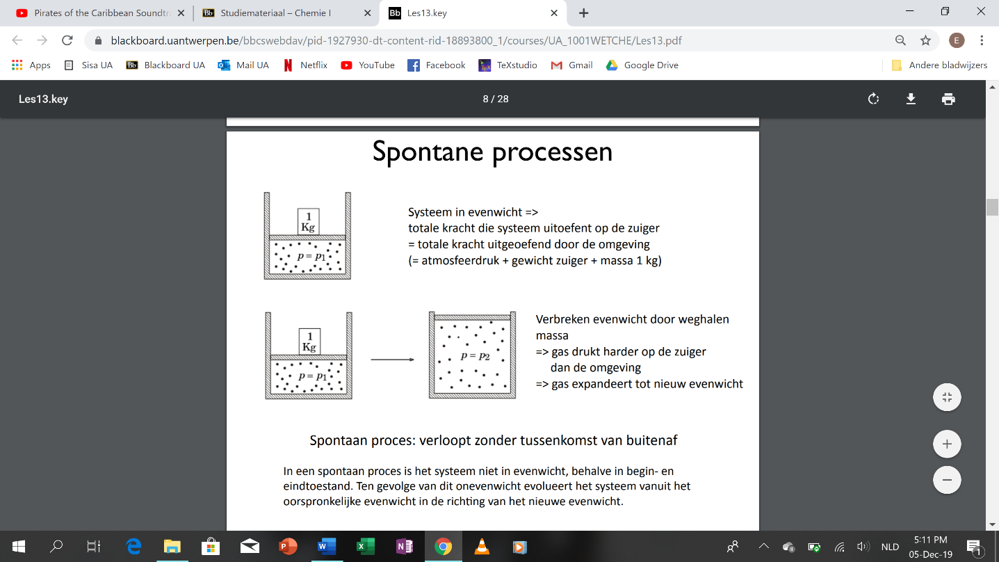 Pirates of the Caribbean Soundtr
Studiemateriaal – Chemie I
Les13.key
blackboard.uantwerpen.be/bbcswebdav/pid-1927930-dt-content-rid-18893800_1/courses/UA_1001WETCHE/Les13.pdf
E
Apps
Sisa UA
Blackboard UA
Mail UA
Netflix
YouTube
Facebook
TeXstudio
Gmail
Google Drive
Andere bladwijzers
Les13.key
8 / 28
Spontane processen
1
Kg
p = p1
Systeem in evenwicht =>
totale kracht die systeem uitoefent op de zuiger
= totale kracht uitgeoefend door de omgeving
(= atmosfeerdruk + gewicht zuiger + massa 1 kg)
1
Kg
p = p1
p = p2
Verbreken evenwicht door weghalen
massa
=> gas drukt harder op de zuiger
dan de omgeving
=> gas expandeert tot nieuw evenwicht
Spontaan proces: verloopt zonder tussenkomst van buitenaf
In een spontaan proces is het systeem niet in evenwicht, behalve in begin- en
eindtoestand. Ten gevolge van dit onevenwicht evolueert het systeem vanuit het
oorspronkelijke evenwicht in de richting van het nieuwe evenwicht.
NLD
5:11 PM
05-Dec-19
1